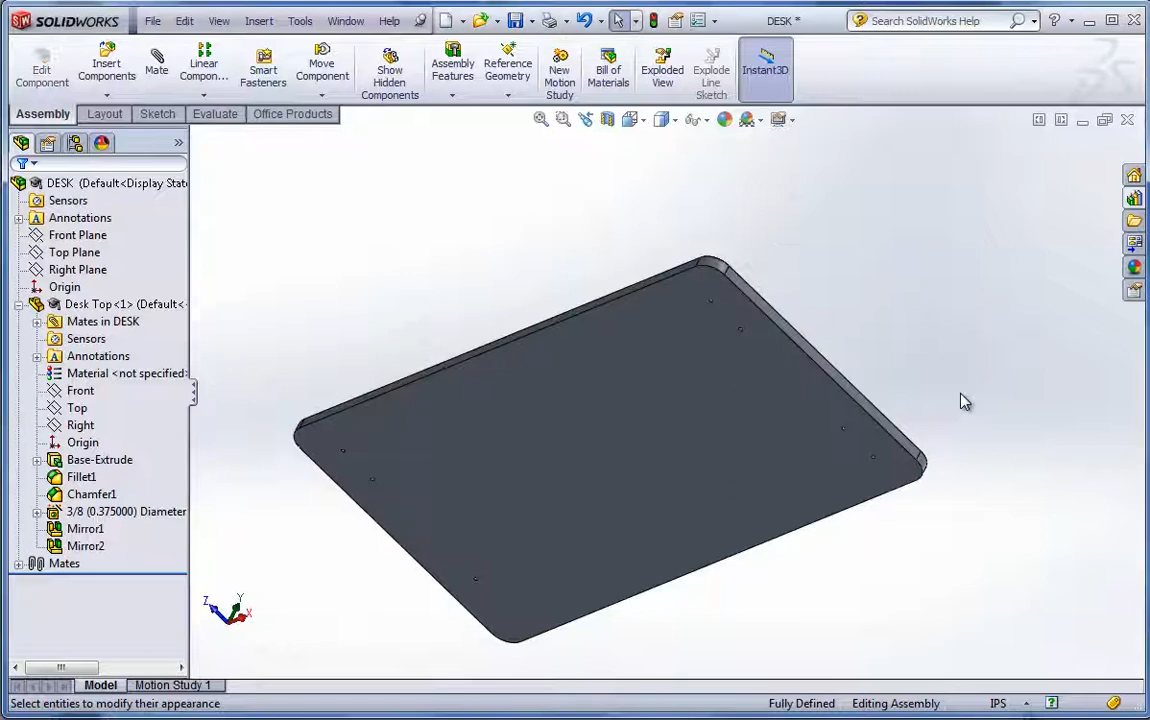 SOLIDWORKS File Edit View Insert Tools Window Help DESK * Search SolidWorks Help
Edit Component
Insert Components
Mate
Linear Compon...
Smart Fasteners
Move Component
Show Hidden Components
Assembly Features
Reference Geometry
New Motion Study
Bill of Materials
Exploded View
Explode Line Sketch
Instant3D
Assembly Layout Sketch Evaluate Office Products
DESK (Default<Display Stat
Sensors
Annotations
Front Plane
Top Plane
Right Plane
Origin
Desk Top<1> (Default<
Mates in DESK
Sensors
Annotations
Material <not specified>
Front
Top
Right
Origin
Base-Extrude
Fillet1
Chamfer1
3/8 (0.375000) Diameter
Mirror1
Mirror2
Mates
Z Y X
Model Motion Study 1
Select entities to modify their appearance Fully Defined Editing Assembly IPS